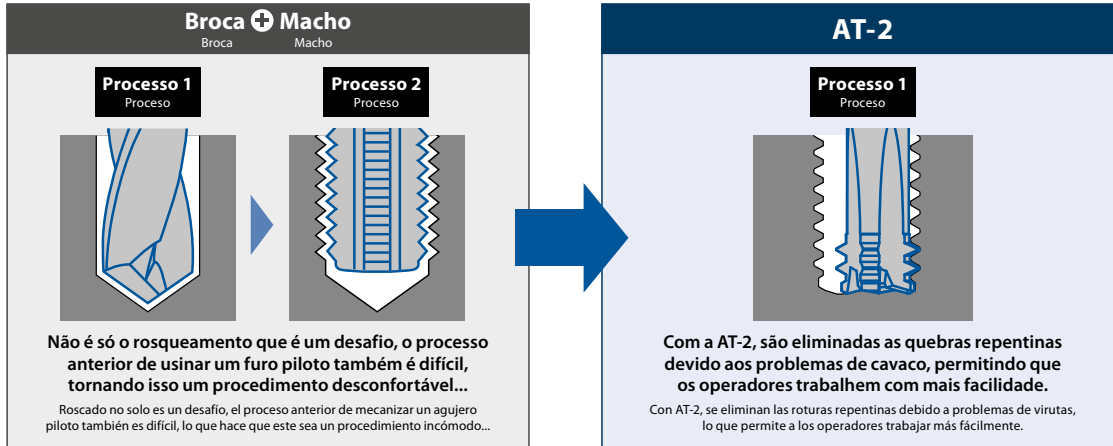 Broca + Macho
Broca Macho
Processo 1
Proceso
Processo 2
Proceso
Não é só o rosqueamento que é um desafio, o processo
anterior de usinar um furo piloto também é difícil,
tornando isso um procedimento desconfortável...
Roscado no solo es un desafío, el proceso anterior de mecanizar un agujero
piloto también es difícil, lo que hace que este sea un procedimiento incómodo...
AT-2
Processo 1
Proceso
Com a AT-2, são eliminadas as quebras repentinas
devido aos problemas de cavaco, permitindo que
os operadores trabalhem com mais facilidade.
Con AT-2, se eliminan las roturas repentinas debido a problemas de virutas,
lo que permite a los operadores trabajar más fácilmente.